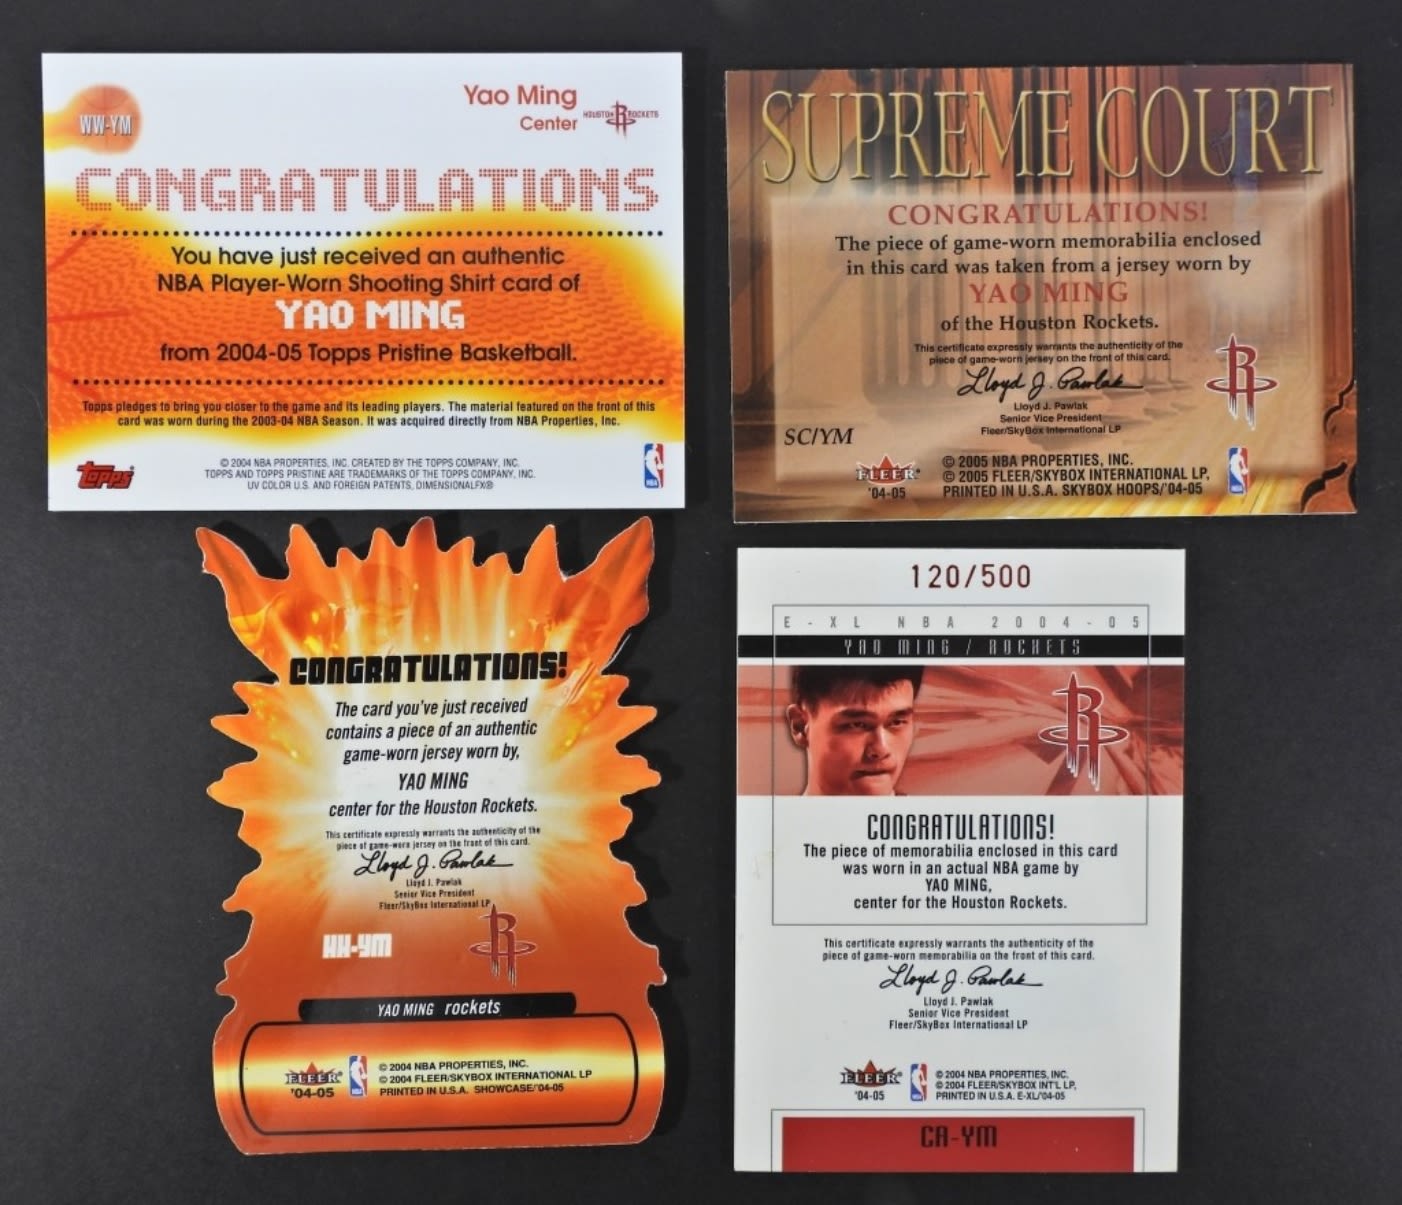 WW-YM
Yao Ming
Center
HOUSTON ROCKETS
CONGRATULATIONS
You have just received an authentic
NBA Player-Worn Shooting Shirt card of
YAO MING
from 2004-05 Topps Pristine Basketball.
Topps pledges to bring you closer to the game and its leading players. The material featured on the front of this
card was worn during the 2003-04 NBA Season. It was acquired directly from NBA Properties, Inc.
topps
© 2004 NBA PROPERTIES, INC. CREATED BY THE TOPPS COMPANY, INC.
TOPPS AND TOPPS PRISTINE ARE TRADEMARKS OF THE TOPPS COMPANY, INC.
UV COLOR U.S. AND FOREIGN PATENTS, DIMENSIONALFX®
NBA
SUPREME COURT
CONGRATULATIONS!
The piece of game-worn memorabilia enclosed
in this card was taken from a jersey worn by
YAO MING
of the Houston Rockets.
This certificate expressly warrants the authenticity of the
piece of game-worn jersey on the front of this card.
Lloyd J. Pawlak
Lloyd J. Pawlak
Senior Vice President
Fleer/SkyBox International LP
R
SC/YM
FLEER
'04-05
© 2005 NBA PROPERTIES, INC.
© 2005 FLEER/SKYBOX INTERNATIONAL LP,
PRINTED IN U.S.A. SKYBOX HOOPS/'04-05
NBA
CONGRATULATIONS!
The card you've just received
contains a piece of an authentic
game-worn jersey worn by,
YAO MING
center for the Houston Rockets.
This certificate expressly warrants the authenticity of the
piece of game-worn jersey on the front of this card.
Lloyd J. Pawlak
Lloyd J. Pawlak
Senior Vice President
Fleer/SkyBox International LP
HH-YM
R
YAO MING rockets
FLEER
'04-05
NBA
© 2004 NBA PROPERTIES, INC.
© 2004 FLEER/SKYBOX INTERNATIONAL LP
PRINTED IN U.S.A. SHOWCASE/'04-05
120/500
E-XL NBA 2004-05
YAO MING / ROCKETS
R
CONGRATULATIONS!
The piece of memorabilia enclosed in this card
was worn in an actual NBA game by
YAO MING,
center for the Houston Rockets.
This certificate expressly warrants the authenticity of the
piece of game-worn memorabilia on the front of this card.
Lloyd J. Pawlak
Lloyd J. Pawlak
Senior Vice President
Fleer/SkyBox International LP
FLEER
'04-05
NBA
© 2004 NBA PROPERTIES, INC.
© 2004 FLEER/SKYBOX INT'L LP,
PRINTED IN U.S.A. E-XL/'04-05
CA-YM